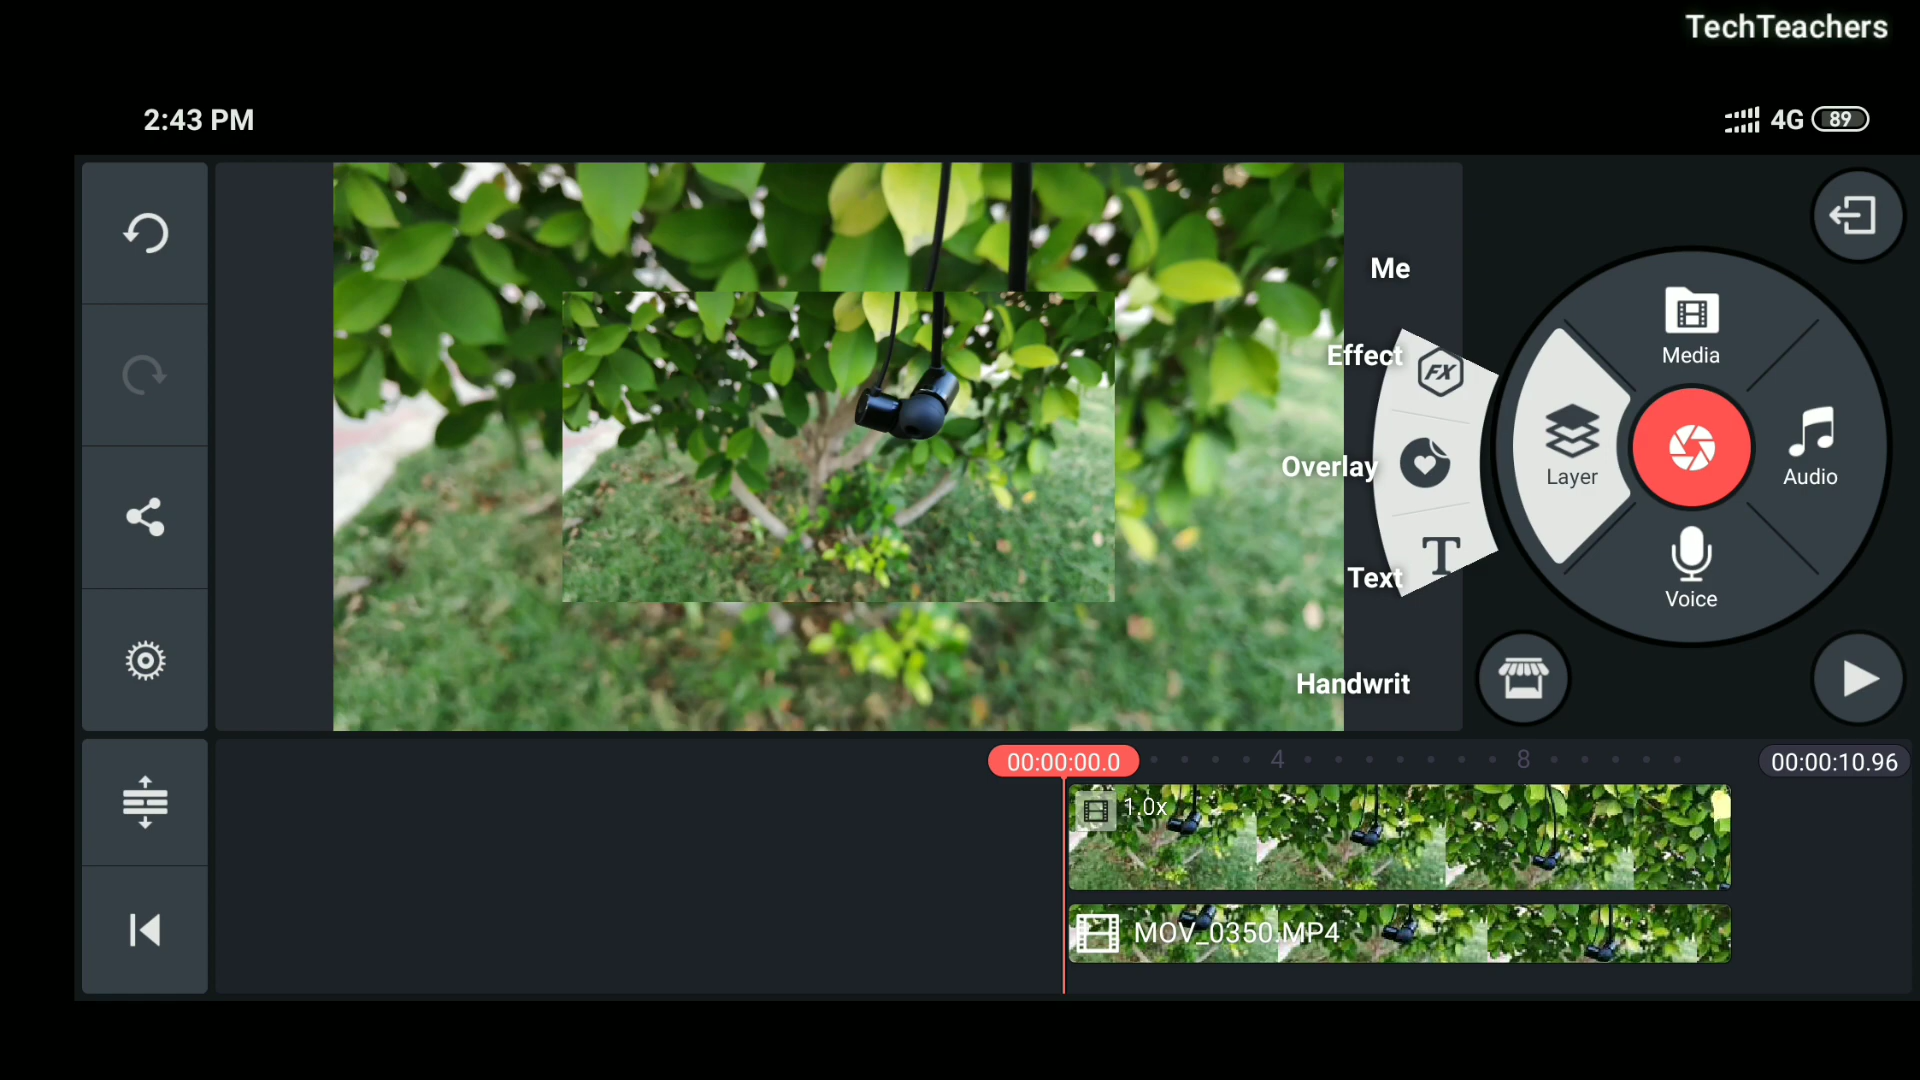 TechTeachers
2:43 PM
4G 89
Me
Media
Effect
FX
Overlay
Layer
Audio
T
Text
Voice
Handwrit
00:00:00.0
4
8
00:00:10.96
1.0x
MOV_0350.MP4